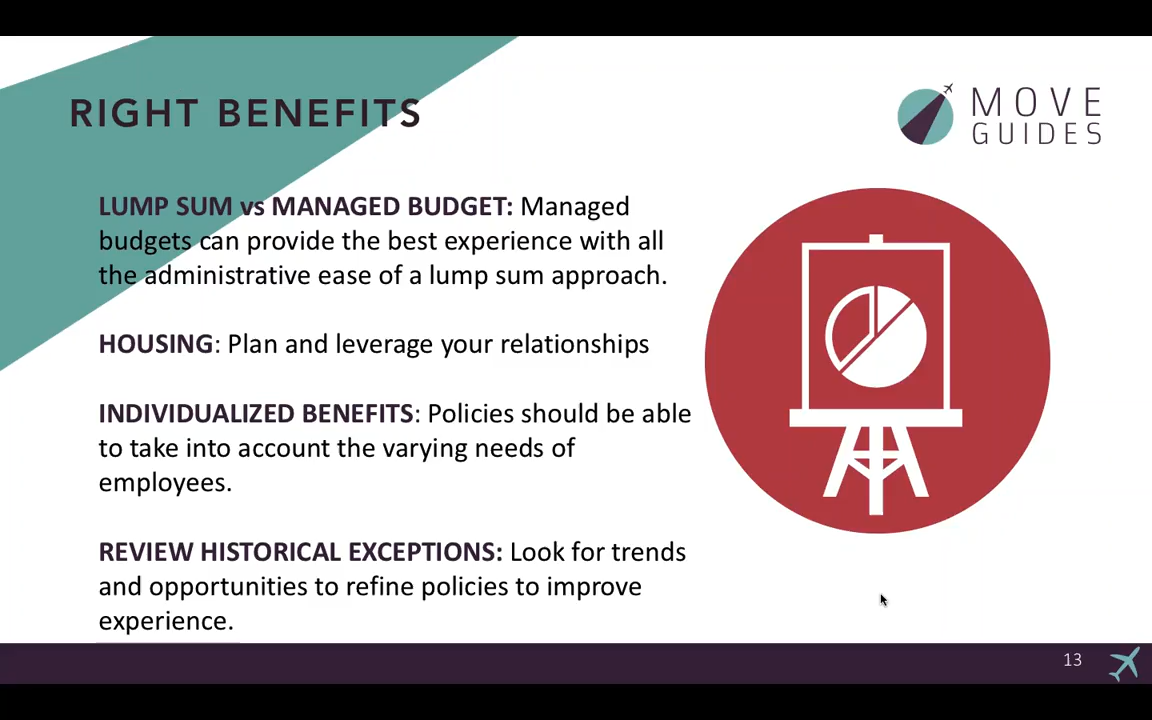 RIGHT BENEFITS
MOVE
GUIDES
LUMP SUM vs MANAGED BUDGET: Managed
budgets can provide the best experience with all
the administrative ease of a lump sum approach.
HOUSING: Plan and leverage your relationships
INDIVIDUALIZED BENEFITS: Policies should be able
to take into account the varying needs of
employees.
REVIEW HISTORICAL EXCEPTIONS: Look for trends
and opportunities to refine policies to improve
experience.
13